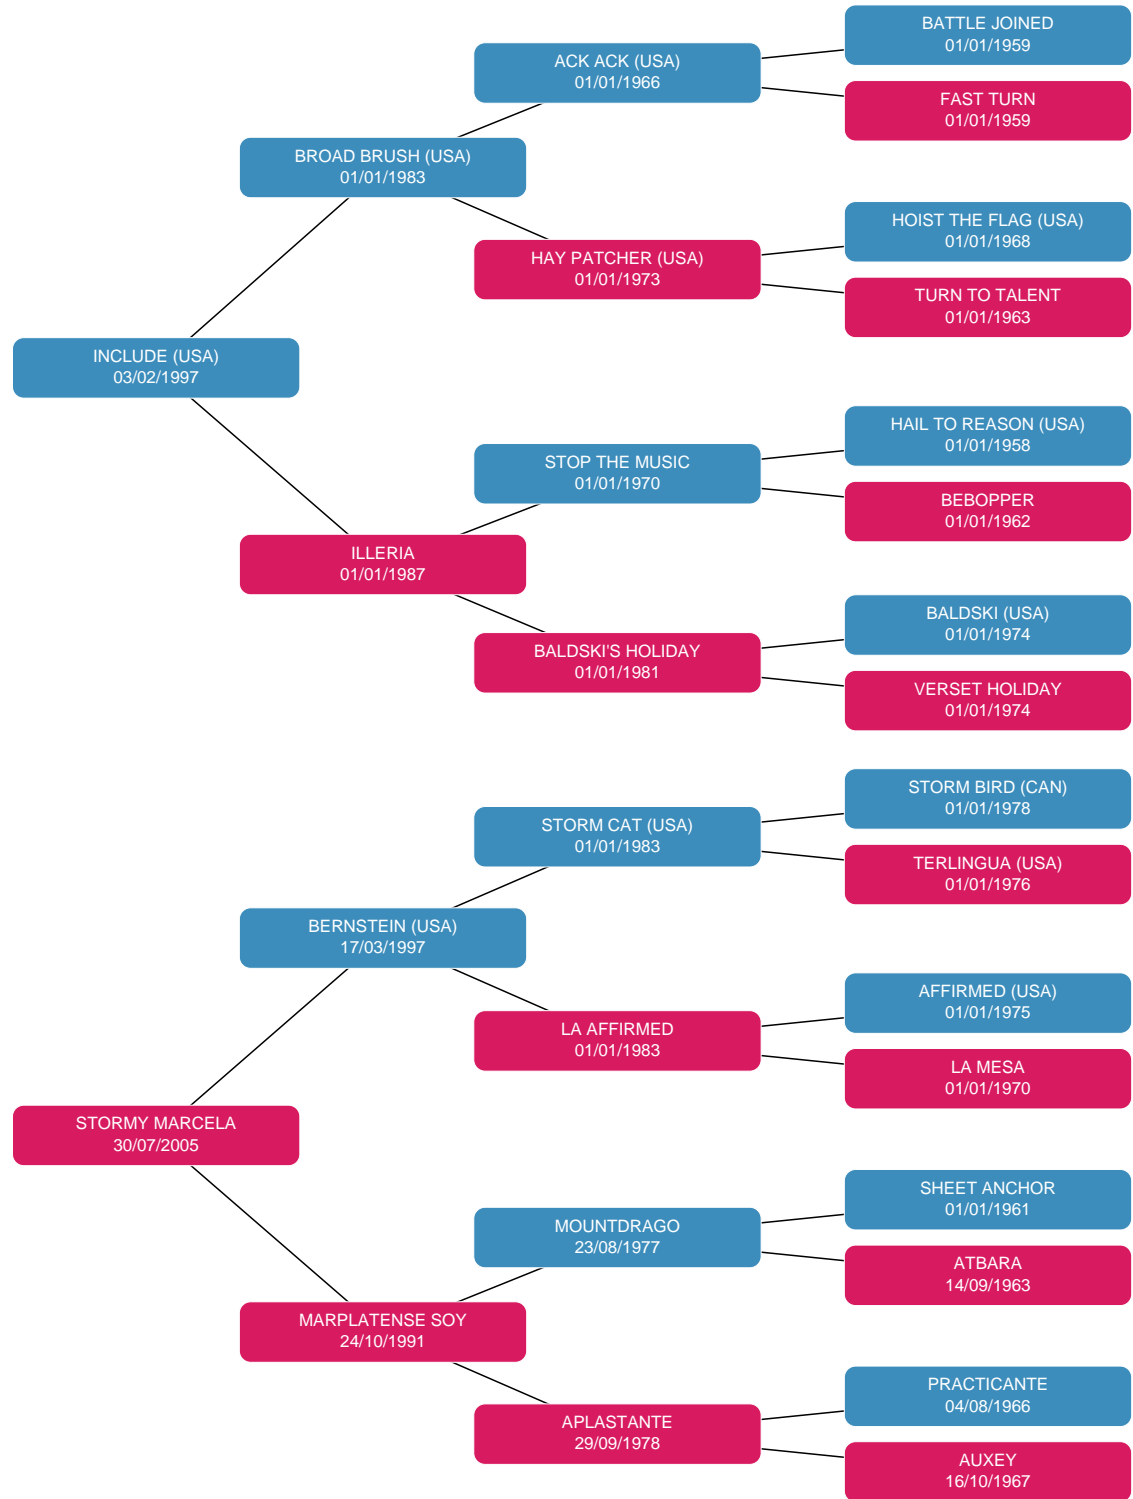 BATTLE JOINED
01/01/1959
ACK ACK (USA)
01/01/1966
FAST TURN
01/01/1959
BROAD BRUSH (USA)
01/01/1983
HOIST THE FLAG (USA)
01/01/1968
HAY PATCHER (USA)
01/01/1973
TURN TO TALENT
01/01/1963
INCLUDE (USA)
03/02/1997
HAIL TO REASON (USA)
01/01/1958
STOP THE MUSIC
01/01/1970
BEBOPPER
01/01/1962
ILLERIA
01/01/1987
BALDSKI (USA)
01/01/1974
BALDSKI'S HOLIDAY
01/01/1981
VERSET HOLIDAY
01/01/1974
STORM BIRD (CAN)
01/01/1978
STORM CAT (USA)
01/01/1983
TERLINGUA (USA)
01/01/1976
BERNSTEIN (USA)
17/03/1997
AFFIRMED (USA)
01/01/1975
LA AFFIRMED
01/01/1983
LA MESA
01/01/1970
STORMY MARCELA
30/07/2005
SHEET ANCHOR
01/01/1961
MOUNTDRAGO
23/08/1977
ATBARA
14/09/1963
MARPLATENSE SOY
24/10/1991
PRACTICANTE
04/08/1966
APLASTANTE
29/09/1978
AUXEY
16/10/1967